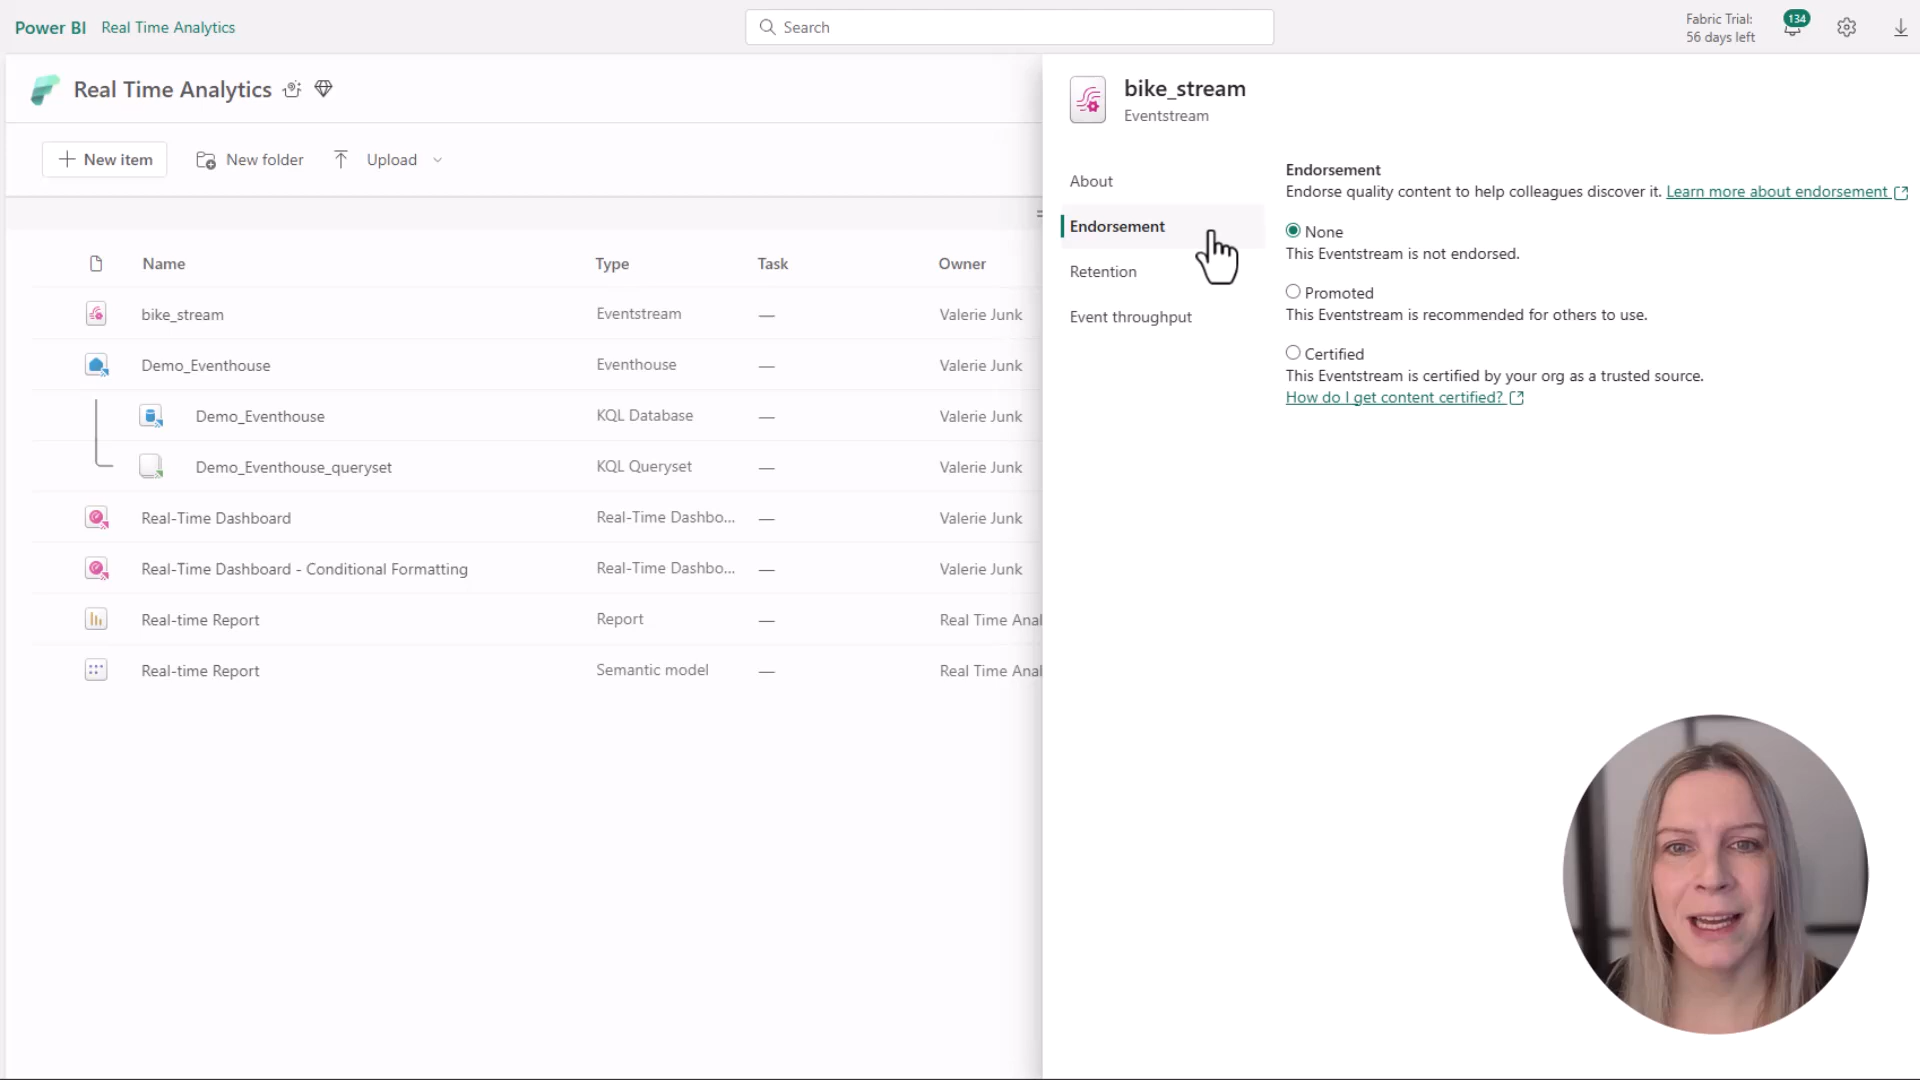 Power BI Real Time Analytics
Search
Fabric Trial:
56 days left
134
Real Time Analytics
New item
New folder
Upload
Name Type Task Owner
bike_stream Eventstream — Valerie Junk
Demo_Eventhouse Eventhouse — Valerie Junk
Demo_Eventhouse KQL Database — Valerie Junk
Demo_Eventhouse_queryset KQL Queryset — Valerie Junk
Real-Time Dashboard Real-Time Dashbo... — Valerie Junk
Real-Time Dashboard - Conditional Formatting Real-Time Dashbo... — Valerie Junk
Real-time Report Report — Real Time Anal
Real-time Report Semantic model — Real Time Anal
bike_stream
Eventstream
About
Endorsement
Retention
Event throughput
Endorsement
Endorse quality content to help colleagues discover it. Learn more about endorsement
None
This Eventstream is not endorsed.
Promoted
This Eventstream is recommended for others to use.
Certified
This Eventstream is certified by your org as a trusted source.
How do I get content certified?